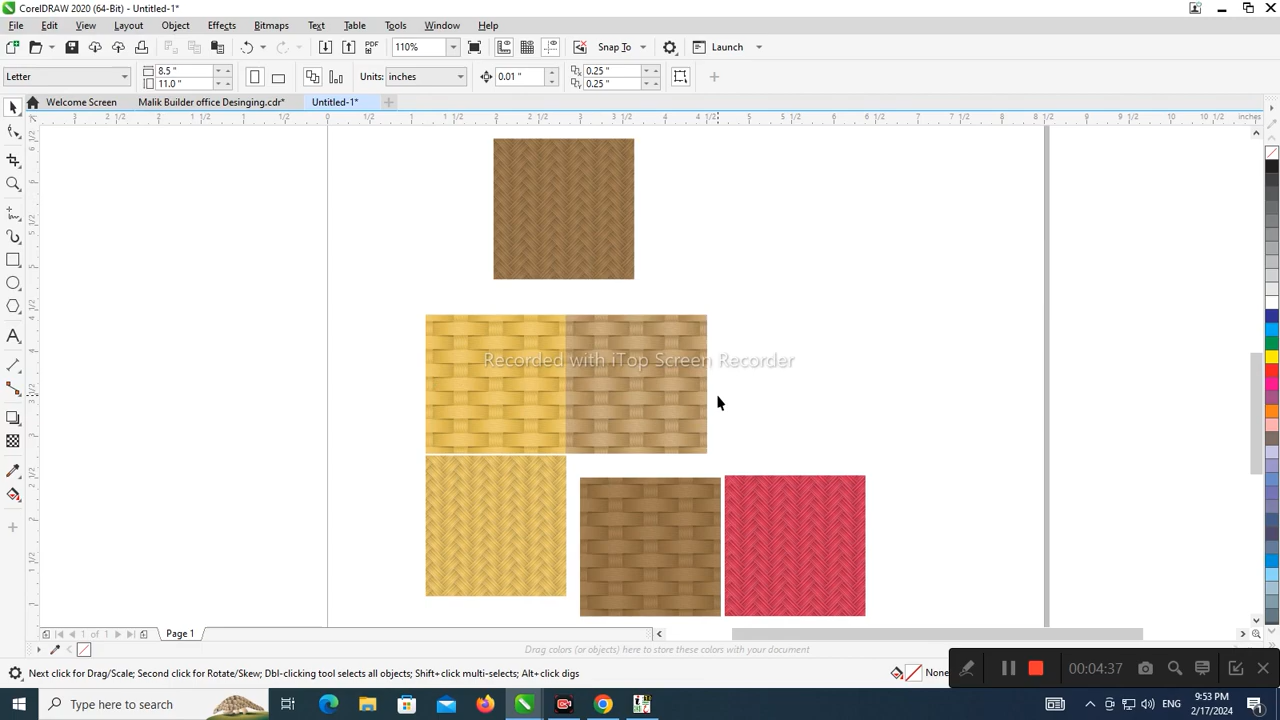 CorelDRAW 2020 (64-Bit) - Untitled-1*
File Edit View Layout Object Effects Bitmaps Text Table Tools Window Help
PDF 110% Snap To Launch
Letter 8.5 " 11.0 " Units: inches 0.01 " 0.25 " 0.25 "
Welcome Screen Malik Builder office Desinging.cdr* Untitled-1*
inches
Recorded with iTop Screen Recorder
1 of 1 Page 1
Drag colors (or objects) here to store these colors with your document
Next click for Drag/Scale; Second click for Rotate/Skew; Dbl-clicking tool selects all objects; Shift+click multi-selects; Alt+click digs
None
00:04:37
Type here to search
ENG
9:53 PM
2/17/2024